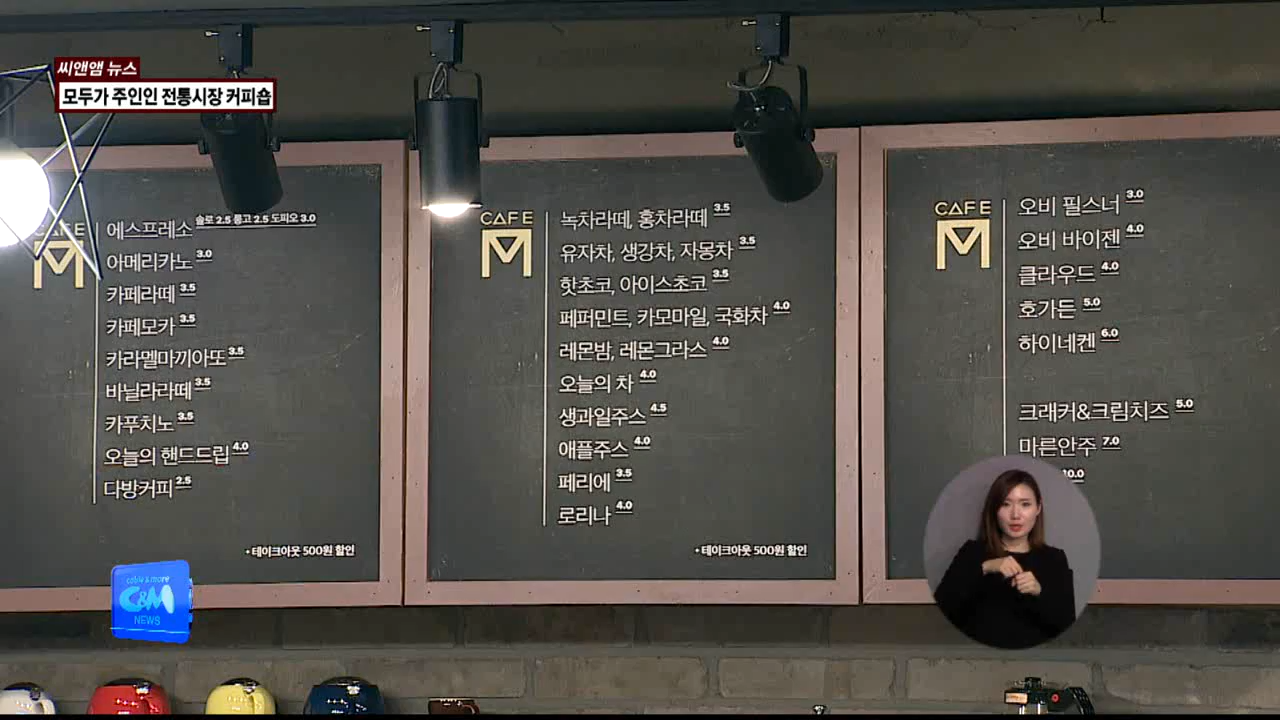 씨앤앰 뉴스
모두가 주인인 전통시장 커피숍
CAFE
M
에스프레소 솔로 2.5 롱고 2.5 도피오 3.0
아메리카노 3.0
카페라떼 3.5
카페모카 3.5
카라멜마끼아또 3.5
바닐라라떼 3.5
카푸치노 3.5
오늘의 핸드드립 4.0
다방커피 2.5
• 테이크아웃 500원 할인
CAFE
M
녹차라떼, 홍차라떼 3.5
유자차, 생강차, 자몽차 3.5
핫초코, 아이스초코 3.5
페퍼민트, 카모마일, 국화차 4.0
레몬밤, 레몬그라스 4.0
오늘의 차 4.0
생과일주스 4.5
애플주스 4.0
페리에 3.5
로리나 4.0
• 테이크아웃 500원 할인
CAFE
M
오비 필스너 3.0
오비 바이젠 4.0
클라우드 4.0
호가든 5.0
하이네켄 6.0
크래커&크림치즈 5.0
마른안주 7.0
10.0
cable & more
C&M
NEWS